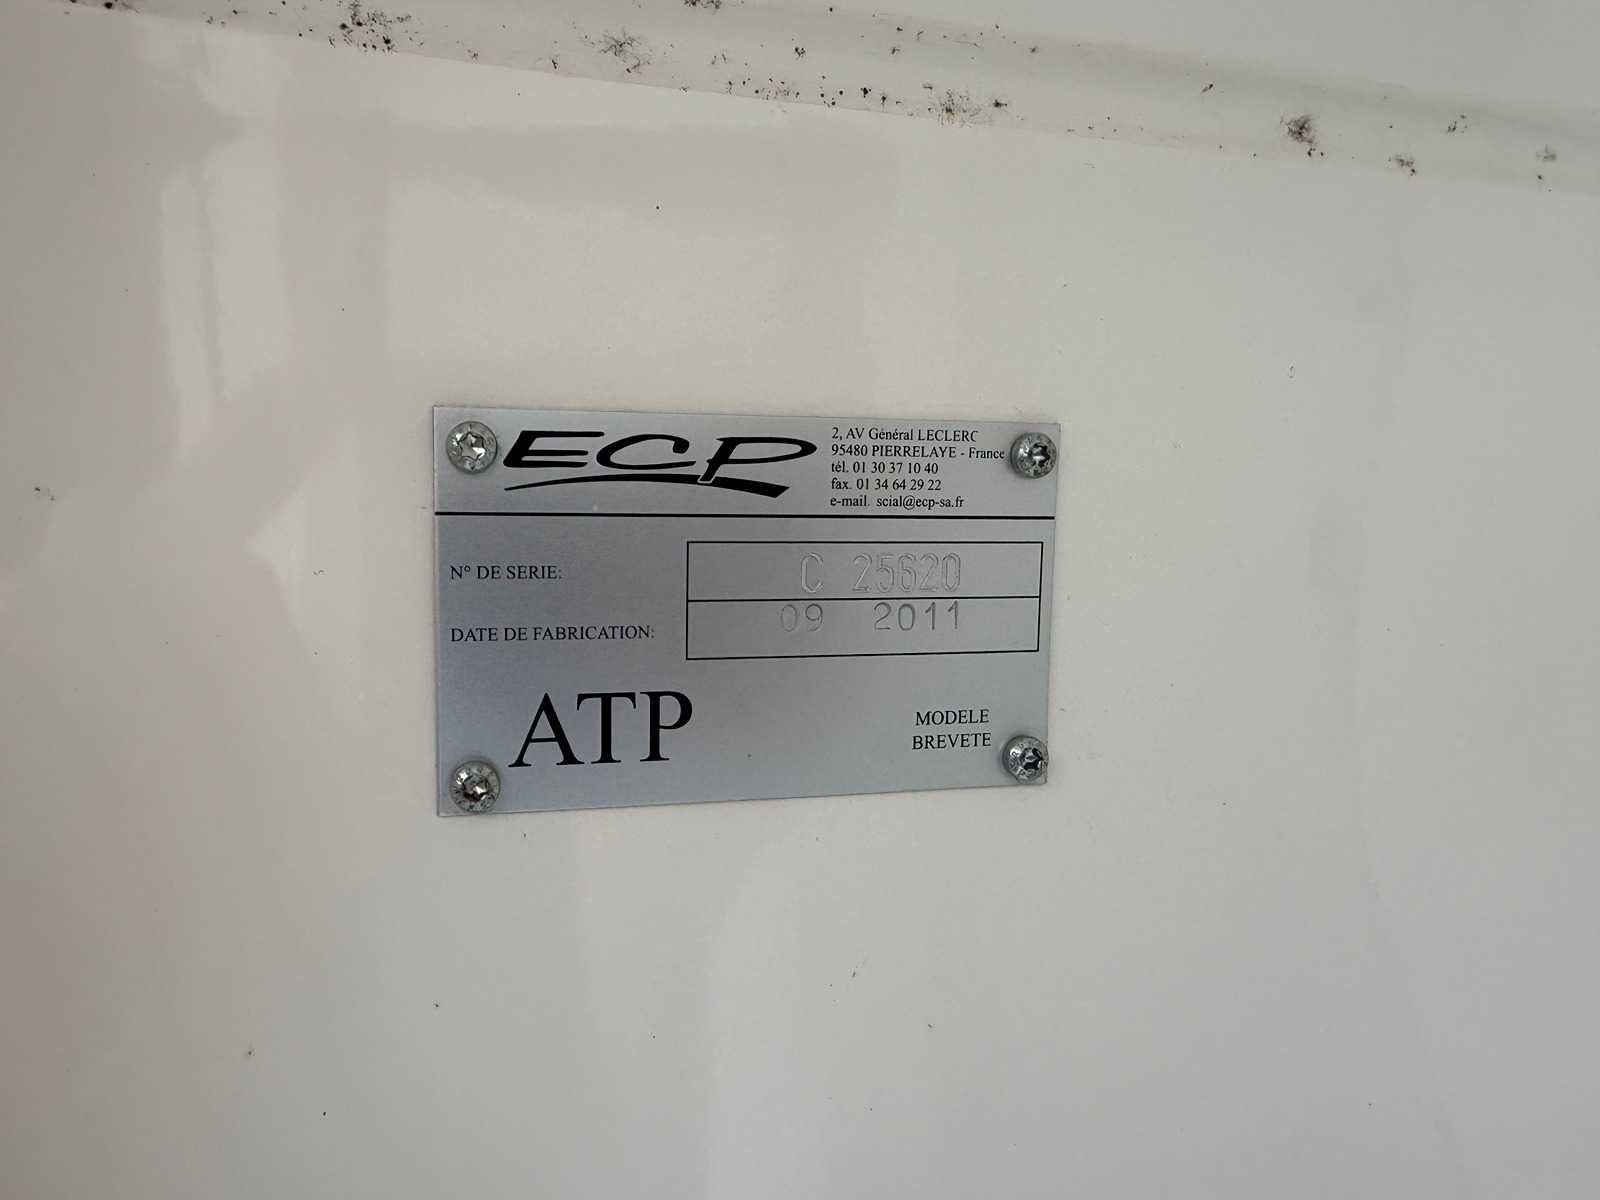 ECP
2, AV Général LECLERC
95480 PIERRELAYE - France
tél. 01 30 37 10 40
fax. 01 34 64 29 22
e-mail. scial@ecp-sa.fr
N° DE SERIE: C 25620
DATE DE FABRICATION: 09 2011
ATP
MODELE
BREVETE